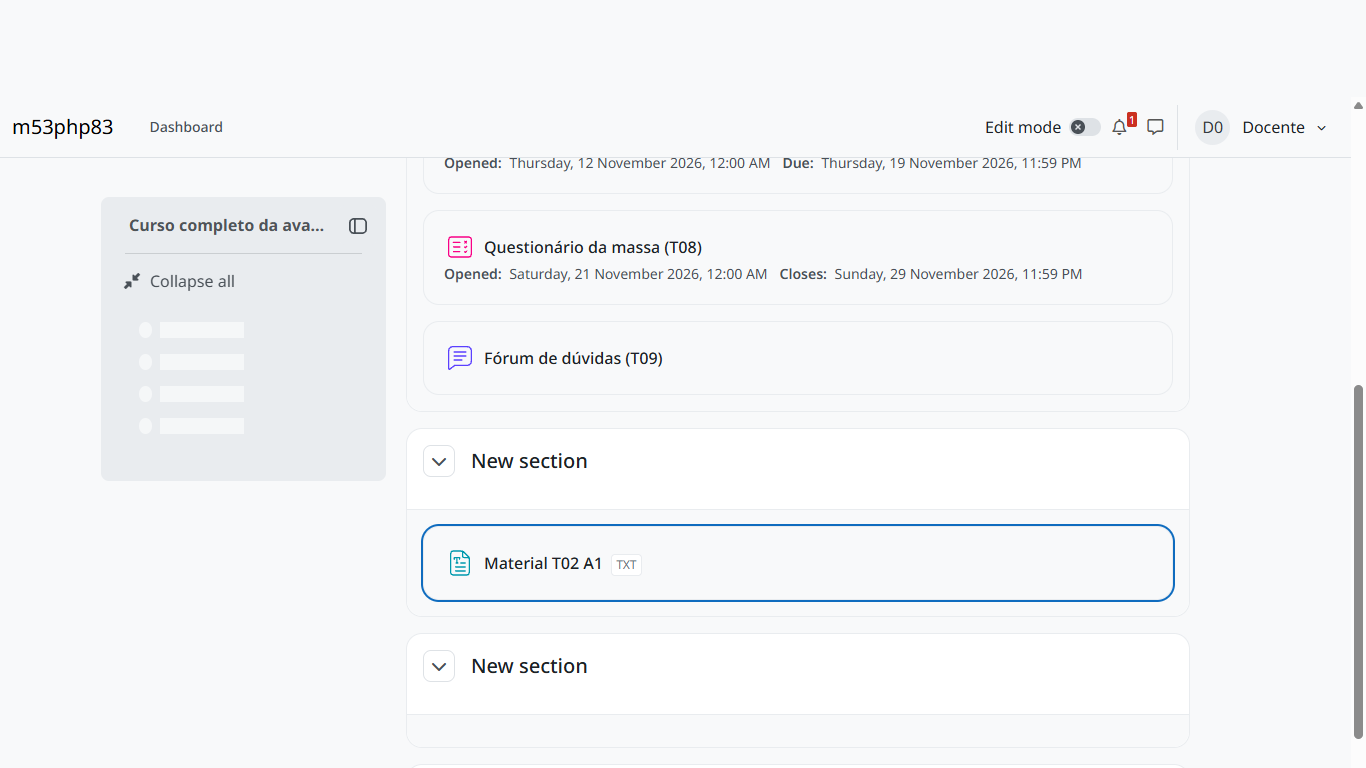 m53php83
Dashboard
Edit mode
1
D0
Docente
Curso completo da ava...
Collapse all
Opened: Thursday, 12 November 2026, 12:00 AM Due: Thursday, 19 November 2026, 11:59 PM
Questionário da massa (T08)
Opened: Saturday, 21 November 2026, 12:00 AM Closes: Sunday, 29 November 2026, 11:59 PM
Fórum de dúvidas (T09)
New section
Material T02 A1 TXT
New section